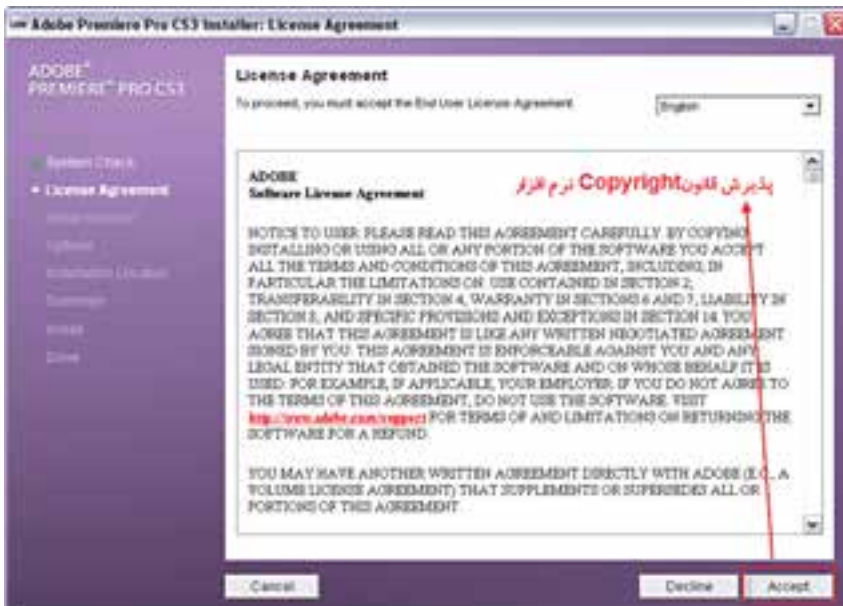 Adobe Premiere Pro CS3 Installer: License Agreement
ADOBE®
PREMIERE® PRO CS3
System Check
License Agreement
Options
Installation Location
Summary
Install
Done
License Agreement
To proceed, you must accept the End User License Agreement.
English
ADOBE
Software License Agreement
پذیرش قانون Copyright نرم افزار
NOTICE TO USER: PLEASE READ THIS AGREEMENT CAREFULLY. BY COPYING,
INSTALLING OR USING ALL OR ANY PORTION OF THE SOFTWARE YOU ACCEPT
ALL THE TERMS AND CONDITIONS OF THIS AGREEMENT, INCLUDING, IN
PARTICULAR THE LIMITATIONS ON: USE CONTAINED IN SECTION 2;
TRANSFERABILITY IN SECTION 4; WARRANTY IN SECTIONS 6 AND 7; LIABILITY IN
SECTION 8; AND SPECIFIC PROVISIONS AND EXCEPTIONS IN SECTION 14. YOU
AGREE THAT THIS AGREEMENT IS LIKE ANY WRITTEN NEGOTIATED AGREEMENT
SIGNED BY YOU. THIS AGREEMENT IS ENFORCEABLE AGAINST YOU AND ANY
LEGAL ENTITY THAT OBTAINED THE SOFTWARE AND ON WHOSE BEHALF IT IS
USED: FOR EXAMPLE, IF APPLICABLE, YOUR EMPLOYER. IF YOU DO NOT AGREE TO
THE TERMS OF THIS AGREEMENT, DO NOT USE THE SOFTWARE. VISIT
http://www.adobe.com/support FOR TERMS OF AND LIMITATIONS ON RETURNING THE
SOFTWARE FOR A REFUND.
YOU MAY HAVE ANOTHER WRITTEN AGREEMENT DIRECTLY WITH ADOBE (E.G., A
VOLUME LICENSE AGREEMENT) THAT SUPPLEMENTS OR SUPERSEDES ALL OR
PORTIONS OF THIS AGREEMENT.
Cancel
Decline
Accept